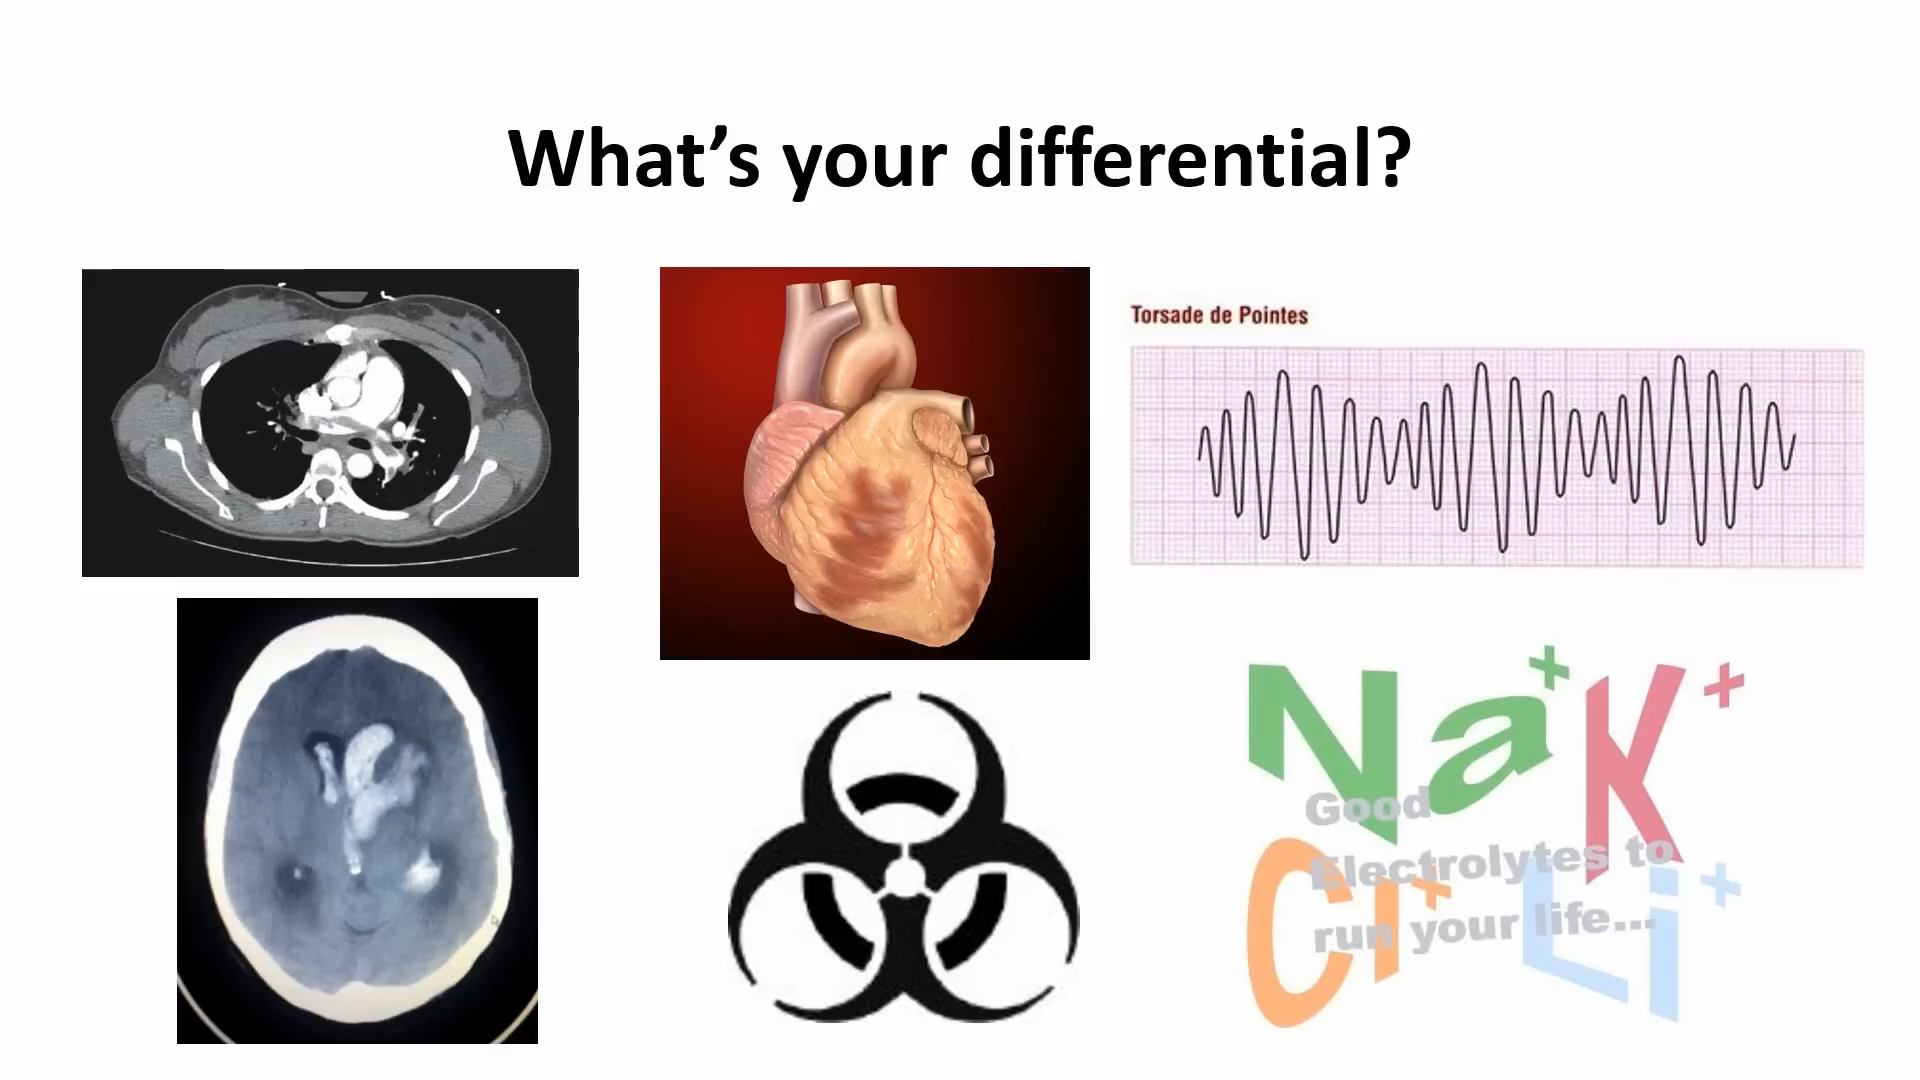 What’s your differential?
Torsade de Pointes
Na+ K+
Good
Electrolytes to
Cl+ Li+
run your life...